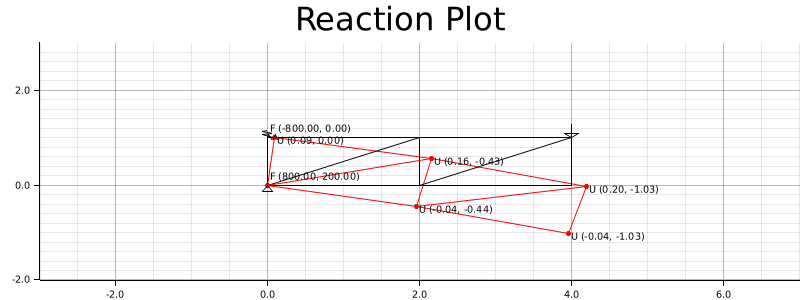 Reaction Plot
2.0
F (-800.00, 0.00)
U (0.09, 0.00)
U (0.16, -0.43)
F (800.00, 200.00)
0.0
U (0.20, -1.03)
U (-0.04, -0.44)
U (-0.04, -1.03)
-2.0
-2.0 0.0 2.0 4.0 6.0